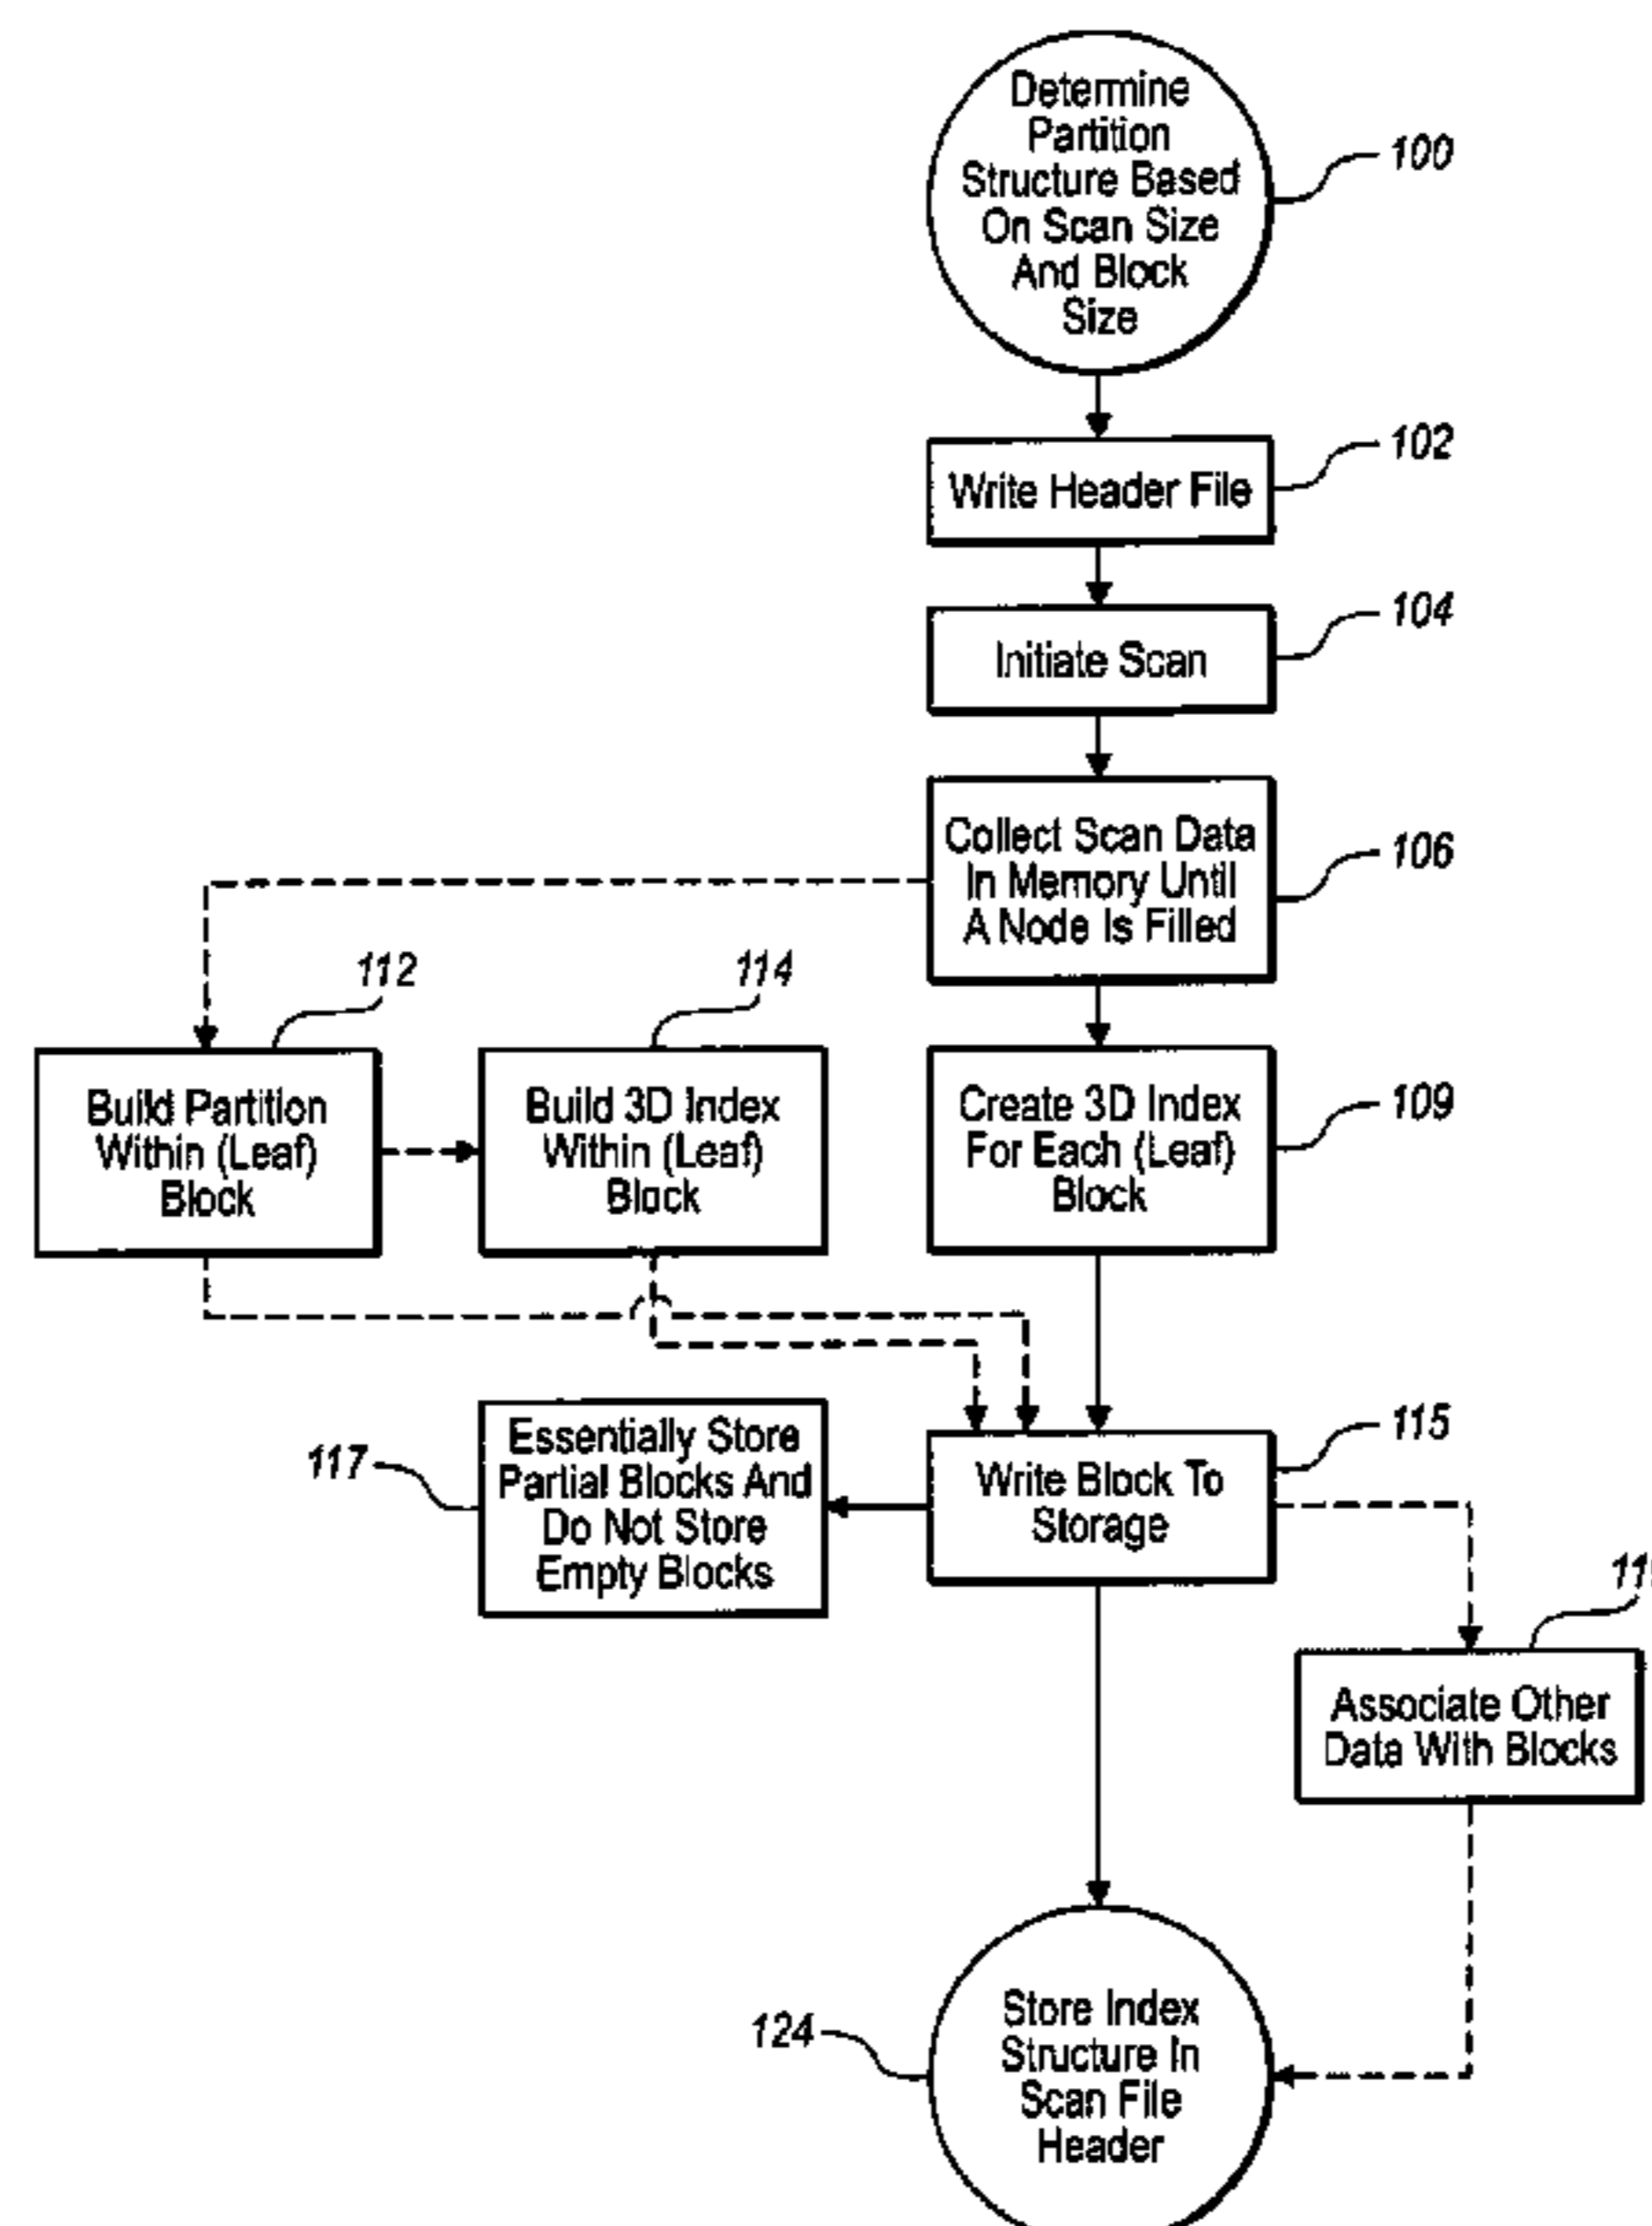 Determine
Partition
Structure Based
On Scan Size
And Block
Size
100
Write Header File
102
Initiate Scan
104
Collect Scan Data
In Memory Until
A Node Is Filled
106
112
114
Build Partition
Within (Leaf)
Block
Build 3D Index
Within (Leaf)
Block
Create 3D Index
For Each (Leaf)
Block
109
117
Essentially Store
Partial Blocks And
Do Not Store
Empty Blocks
Write Block To
Storage
115
Associate Other
Data With Blocks
124
Store Index
Structure In
Scan File
Header